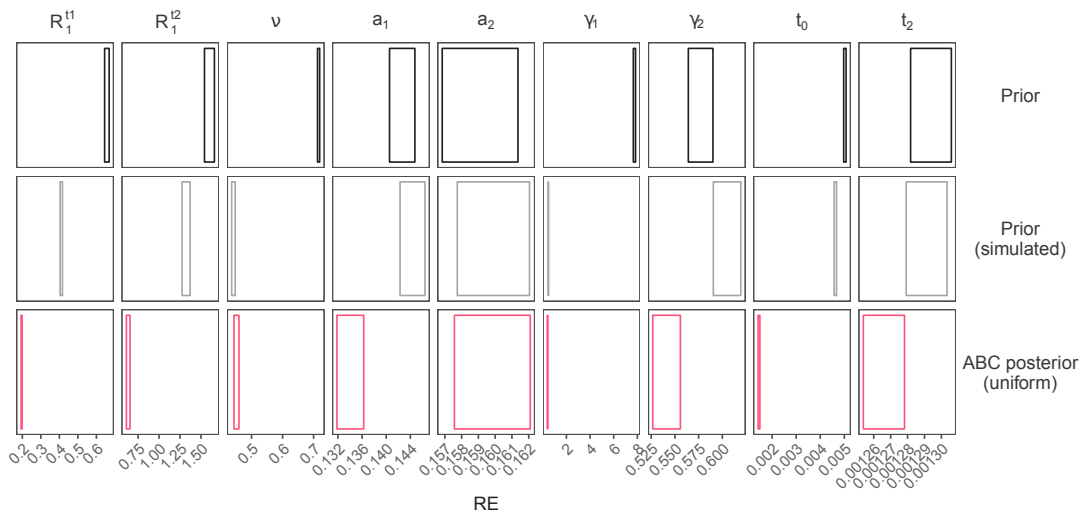 R₁ᵗ¹ R₁ᵗ² ν a₁ a₂ γ₁ γ₂ t₀ t₂
Prior
Prior
(simulated)
ABC posterior
(uniform)
0.2 0.3 0.4 0.6 0.75 1.00 1.25 1.50 0.5 0.6 0.7 0.132 0.136 0.140 0.144 0.157 0.158 0.159 0.160 0.161 0.162 2 4 6 8 0.525 0.550 0.575 0.600 0.002 0.003 0.004 0.005 0.00126 0.00127 0.00128 0.00129 0.00130
RE